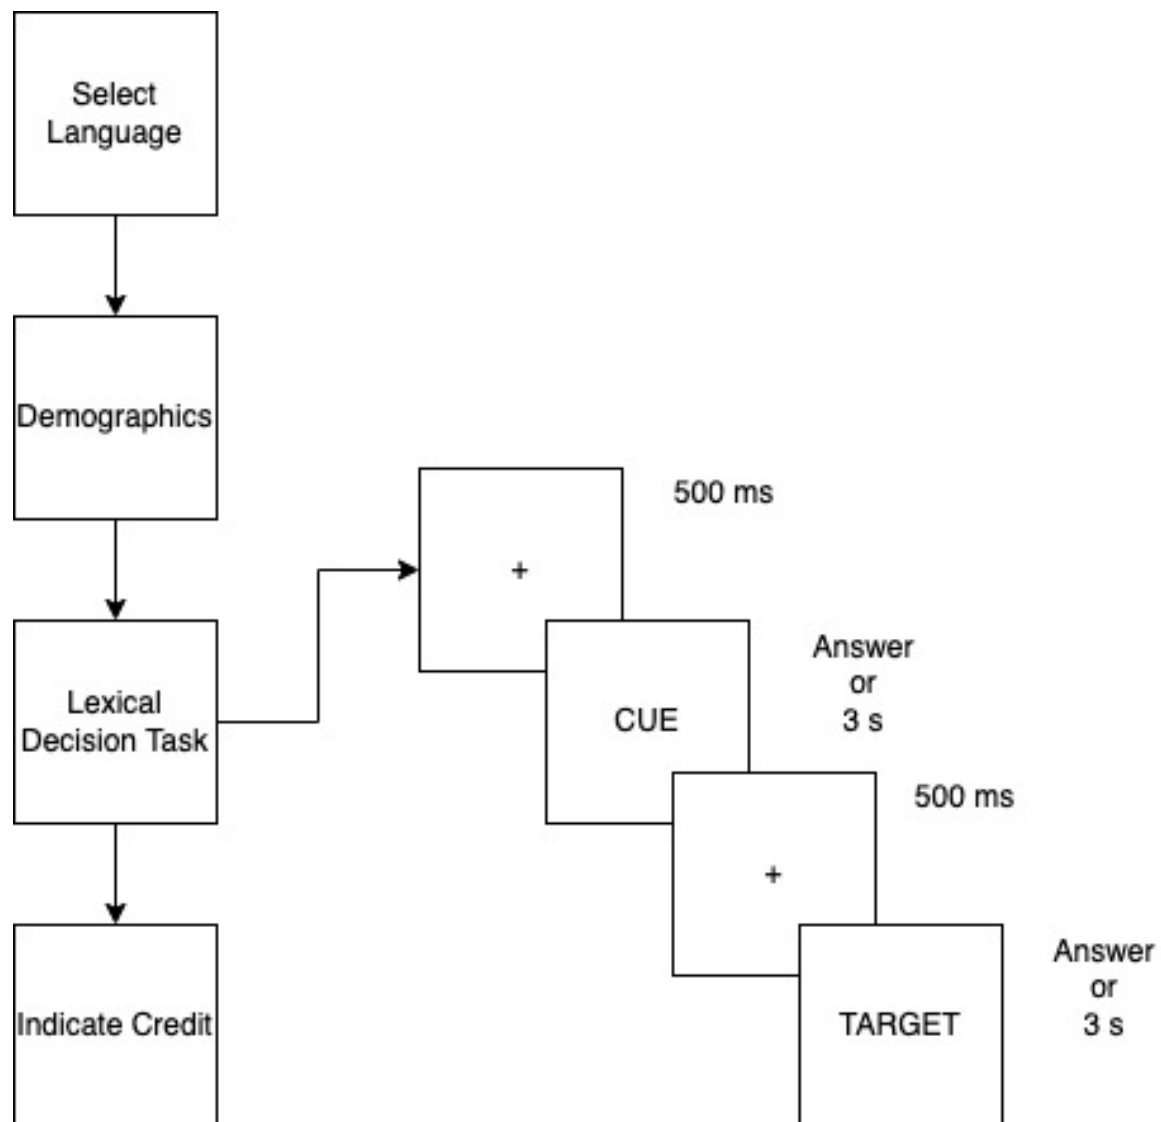 Select
Language
Demographics
Lexical
Decision Task
Indicate Credit
+
500 ms
CUE
Answer
or
3 s
+
500 ms
TARGET
Answer
or
3 s